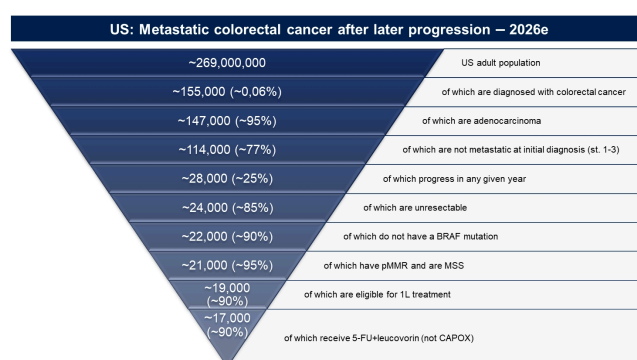 US: Metastatic colorectal cancer after later progression – 2026e
~269,000,000 US adult population
~155,000 (~0,06%) of which are diagnosed with colorectal cancer
~147,000 (~95%) of which are adenocarcinoma
~114,000 (~77%) of which are not metastatic at initial diagnosis (st. 1-3)
~28,000 (~25%) of which progress in any given year
~24,000 (~85%) of which are unresectable
~22,000 (~90%) of which do not have a BRAF mutation
~21,000 (~95%) of which have pMMR and are MSS
~19,000
(~90%) of which are eligible for 1L treatment
~17,000
(~90%) of which receive 5-FU+leucovorin (not CAPOX)